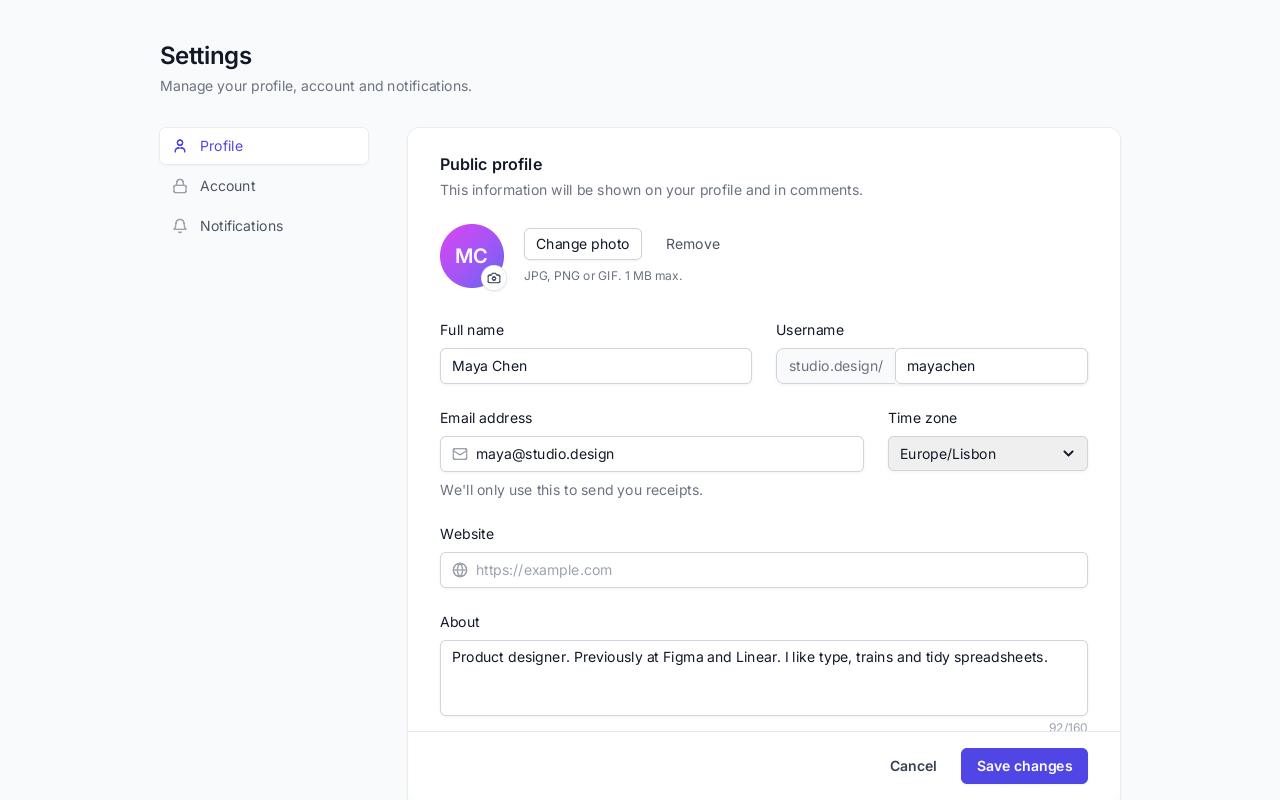 Settings
Manage your profile, account and notifications.
Profile
Account
Notifications
Public profile
This information will be shown on your profile and in comments.
MC
Change photo
Remove
JPG, PNG or GIF. 1 MB max.
Full name
Maya Chen
Username
studio.design/
mayachen
Email address
maya@studio.design
We'll only use this to send you receipts.
Time zone
Europe/Lisbon
Website
https://example.com
About
Product designer. Previously at Figma and Linear. I like type, trains and tidy spreadsheets.
92/160
Cancel
Save changes